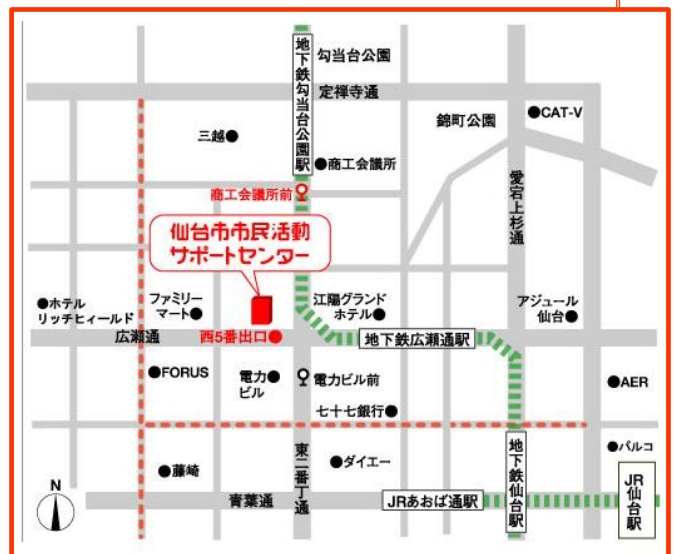 勾当台公園
地下鉄勾当台公園駅
定禅寺通
●CAT-V
錦町公園
三越●
●商工会議所
商工会議所前
愛宕上杉通
仙台市市民活動
サポートセンター
●ホテル
リッチヒィールド
ファミリー
マート●
江陽グランド
ホテル●
アジュール
仙台●
広瀬通
西5番出口●
地下鉄広瀬通駅
●FORUS
電力●
ビル
電力ビル前
●AER
七十七銀行●
●藤崎
東二番丁通
●ダイエー
地下鉄仙台駅
●パルコ
JR
仙台駅
N
青葉通
JRあおば通駅